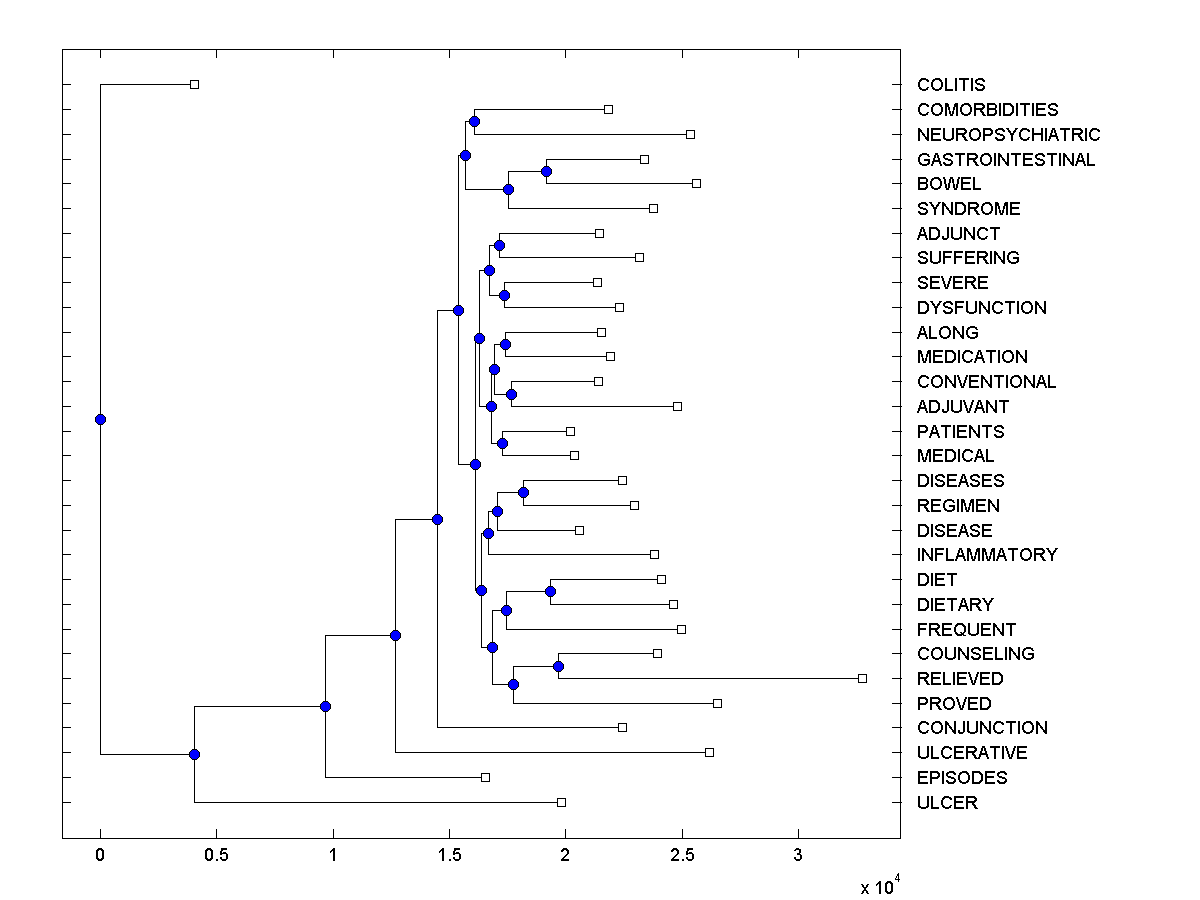 COLITIS
COMORBIDITIES
NEUROPSYCHIATRIC
GASTROINTESTINAL
BOWEL
SYNDROME
ADJUNCT
SUFFERING
SEVERE
DYSFUNCTION
ALONG
MEDICATION
CONVENTIONAL
ADJUVANT
PATIENTS
MEDICAL
DISEASES
REGIMEN
DISEASE
INFLAMMATORY
DIET
DIETARY
FREQUENT
COUNSELING
RELIEVED
PROVED
CONJUNCTION
ULCERATIVE
EPISODES
ULCER
0 0.5 1 1.5 2 2.5 3
x 10^4